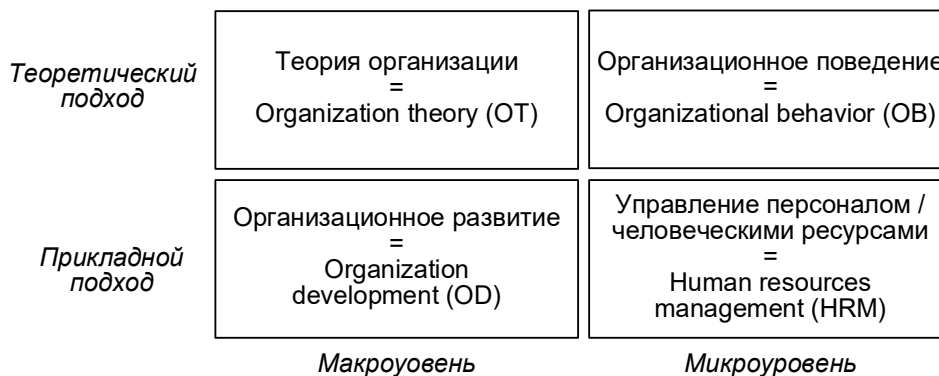 Теоретический
подход
Теория организации
=
Organization theory (OT)
Организационное поведение
=
Organizational behavior (OB)
Прикладной
подход
Организационное развитие
=
Organization
development (OD)
Управление персоналом /
человеческими ресурсами
=
Human resources
management (HRM)
Макроуовень
Микроуровень